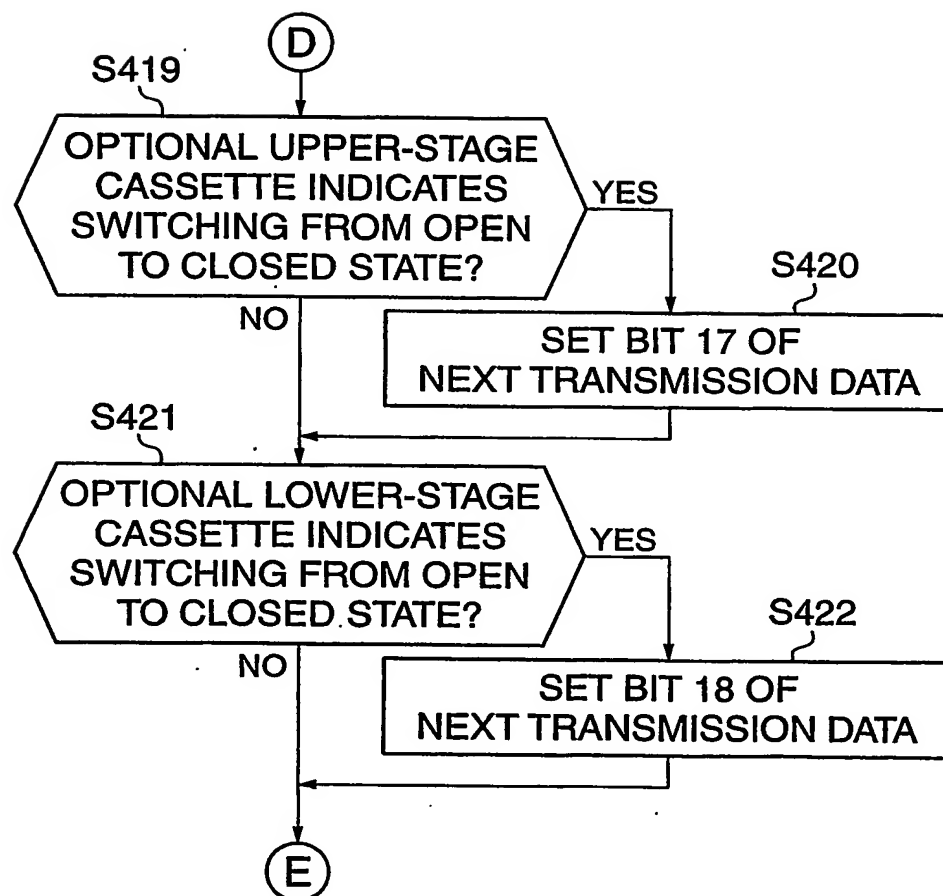 D
S419
OPTIONAL UPPER-STAGE
CASSETTE INDICATES
SWITCHING FROM OPEN
TO CLOSED STATE?
YES
NO
S420
SET BIT 17 OF
NEXT TRANSMISSION DATA
S421
OPTIONAL LOWER-STAGE
CASSETTE INDICATES
SWITCHING FROM OPEN
TO CLOSED STATE?
YES
NO
S422
SET BIT 18 OF
NEXT TRANSMISSION DATA
E